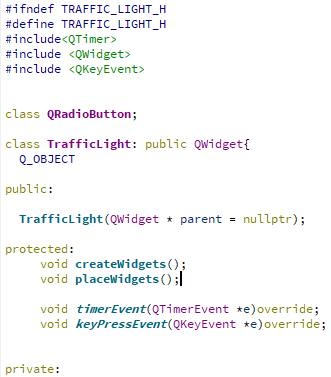 #ifndef TRAFFIC_LIGHT_H
#define TRAFFIC_LIGHT_H
#include<QTimer>
#include <QWidget>
#include <QKeyEvent>
class QRadioButton;
class TrafficLight: public QWidget{
Q_OBJECT
public:
TrafficLight(QWidget * parent = nullptr);
protected:
void createWidgets();
void placeWidgets();
void timerEvent(QTimerEvent *e)override;
void keyPressEvent(QKeyEvent *e)override;
private: